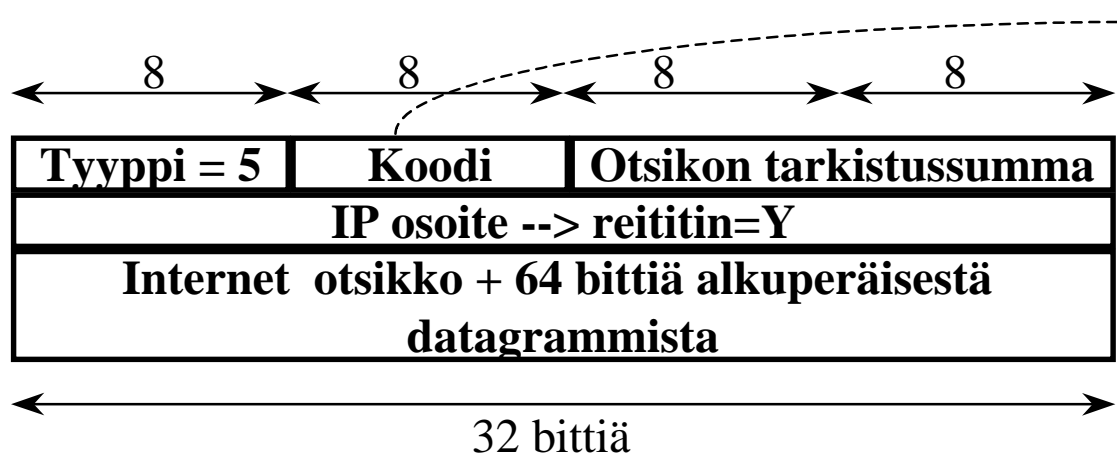 8 8 8 8
Tyyppi = 5 Koodi Otsikon tarkistussumma
IP osoite --> reititin=Y
Internet otsikko + 64 bittiä alkuperäisestä
datagrammista
32 bittiä